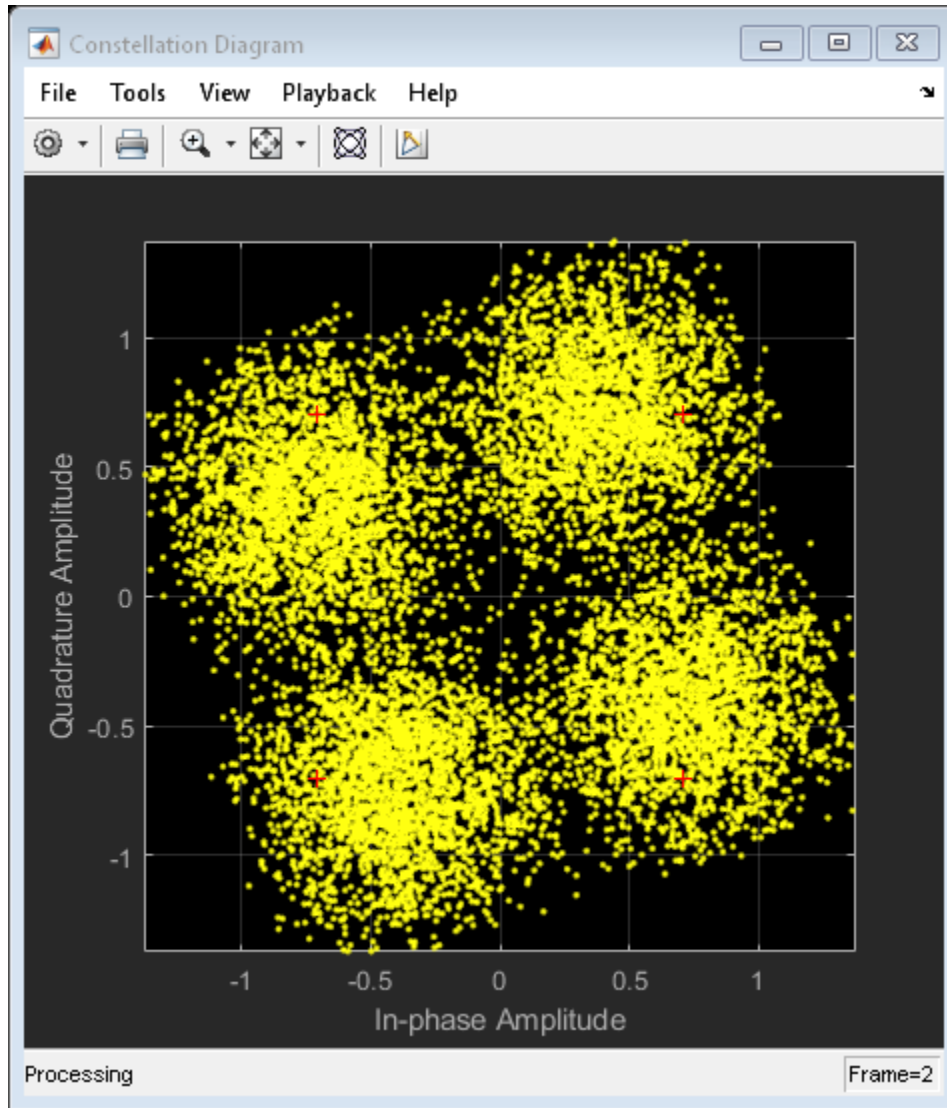 Constellation Diagram
File Tools View Playback Help
1
0.5
0
-0.5
-1
Quadrature Amplitude
-1 -0.5 0 0.5 1
In-phase Amplitude
Processing Frame=2